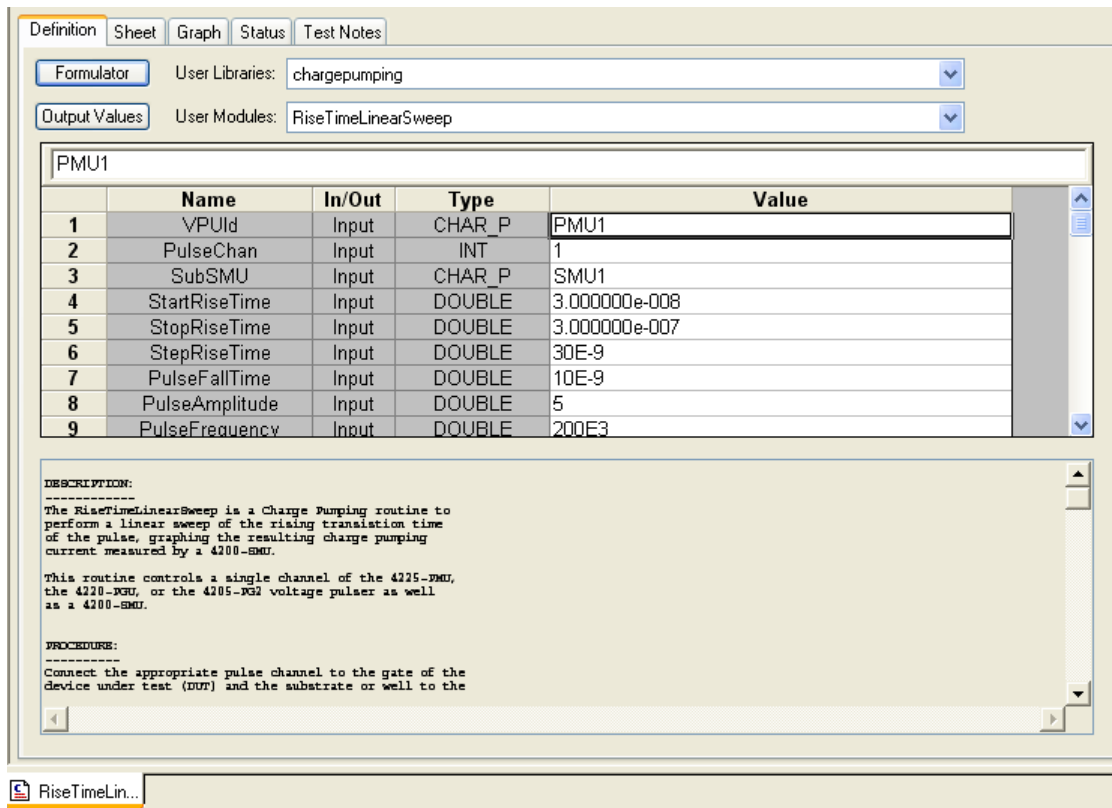 Definition Sheet Graph Status Test Notes
Formulator User Libraries: chargepumping
Output Values User Modules: RiseTimeLinearSweep
PMU1
Name In/Out Type Value
1 VPUId Input CHAR_P PMU1
2 PulseChan Input INT 1
3 SubSMU Input CHAR_P SMU1
4 StartRiseTime Input DOUBLE 3.000000e-008
5 StopRiseTime Input DOUBLE 3.000000e-007
6 StepRiseTime Input DOUBLE 30E-9
7 PulseFallTime Input DOUBLE 10E-9
8 PulseAmplitude Input DOUBLE 5
9 PulseFrequency Input DOUBLE 200E3
DESCRIPTION:
------------
The RiseTimeLinearSweep is a Charge Pumping routine to
perform a linear sweep of the rising transistion time
of the pulse, graphing the resulting charge pumping
current measured by a 4200-SMU.
This routine controls a single channel of the 4225-PMU,
the 4220-PGU, or the 4205-PG2 voltage pulser as well
as a 4200-SMU.
PROCEDURE:
----------
Connect the appropriate pulse channel to the gate of the
device under test (DUT) and the substrate or well to the
RiseTimeLin...